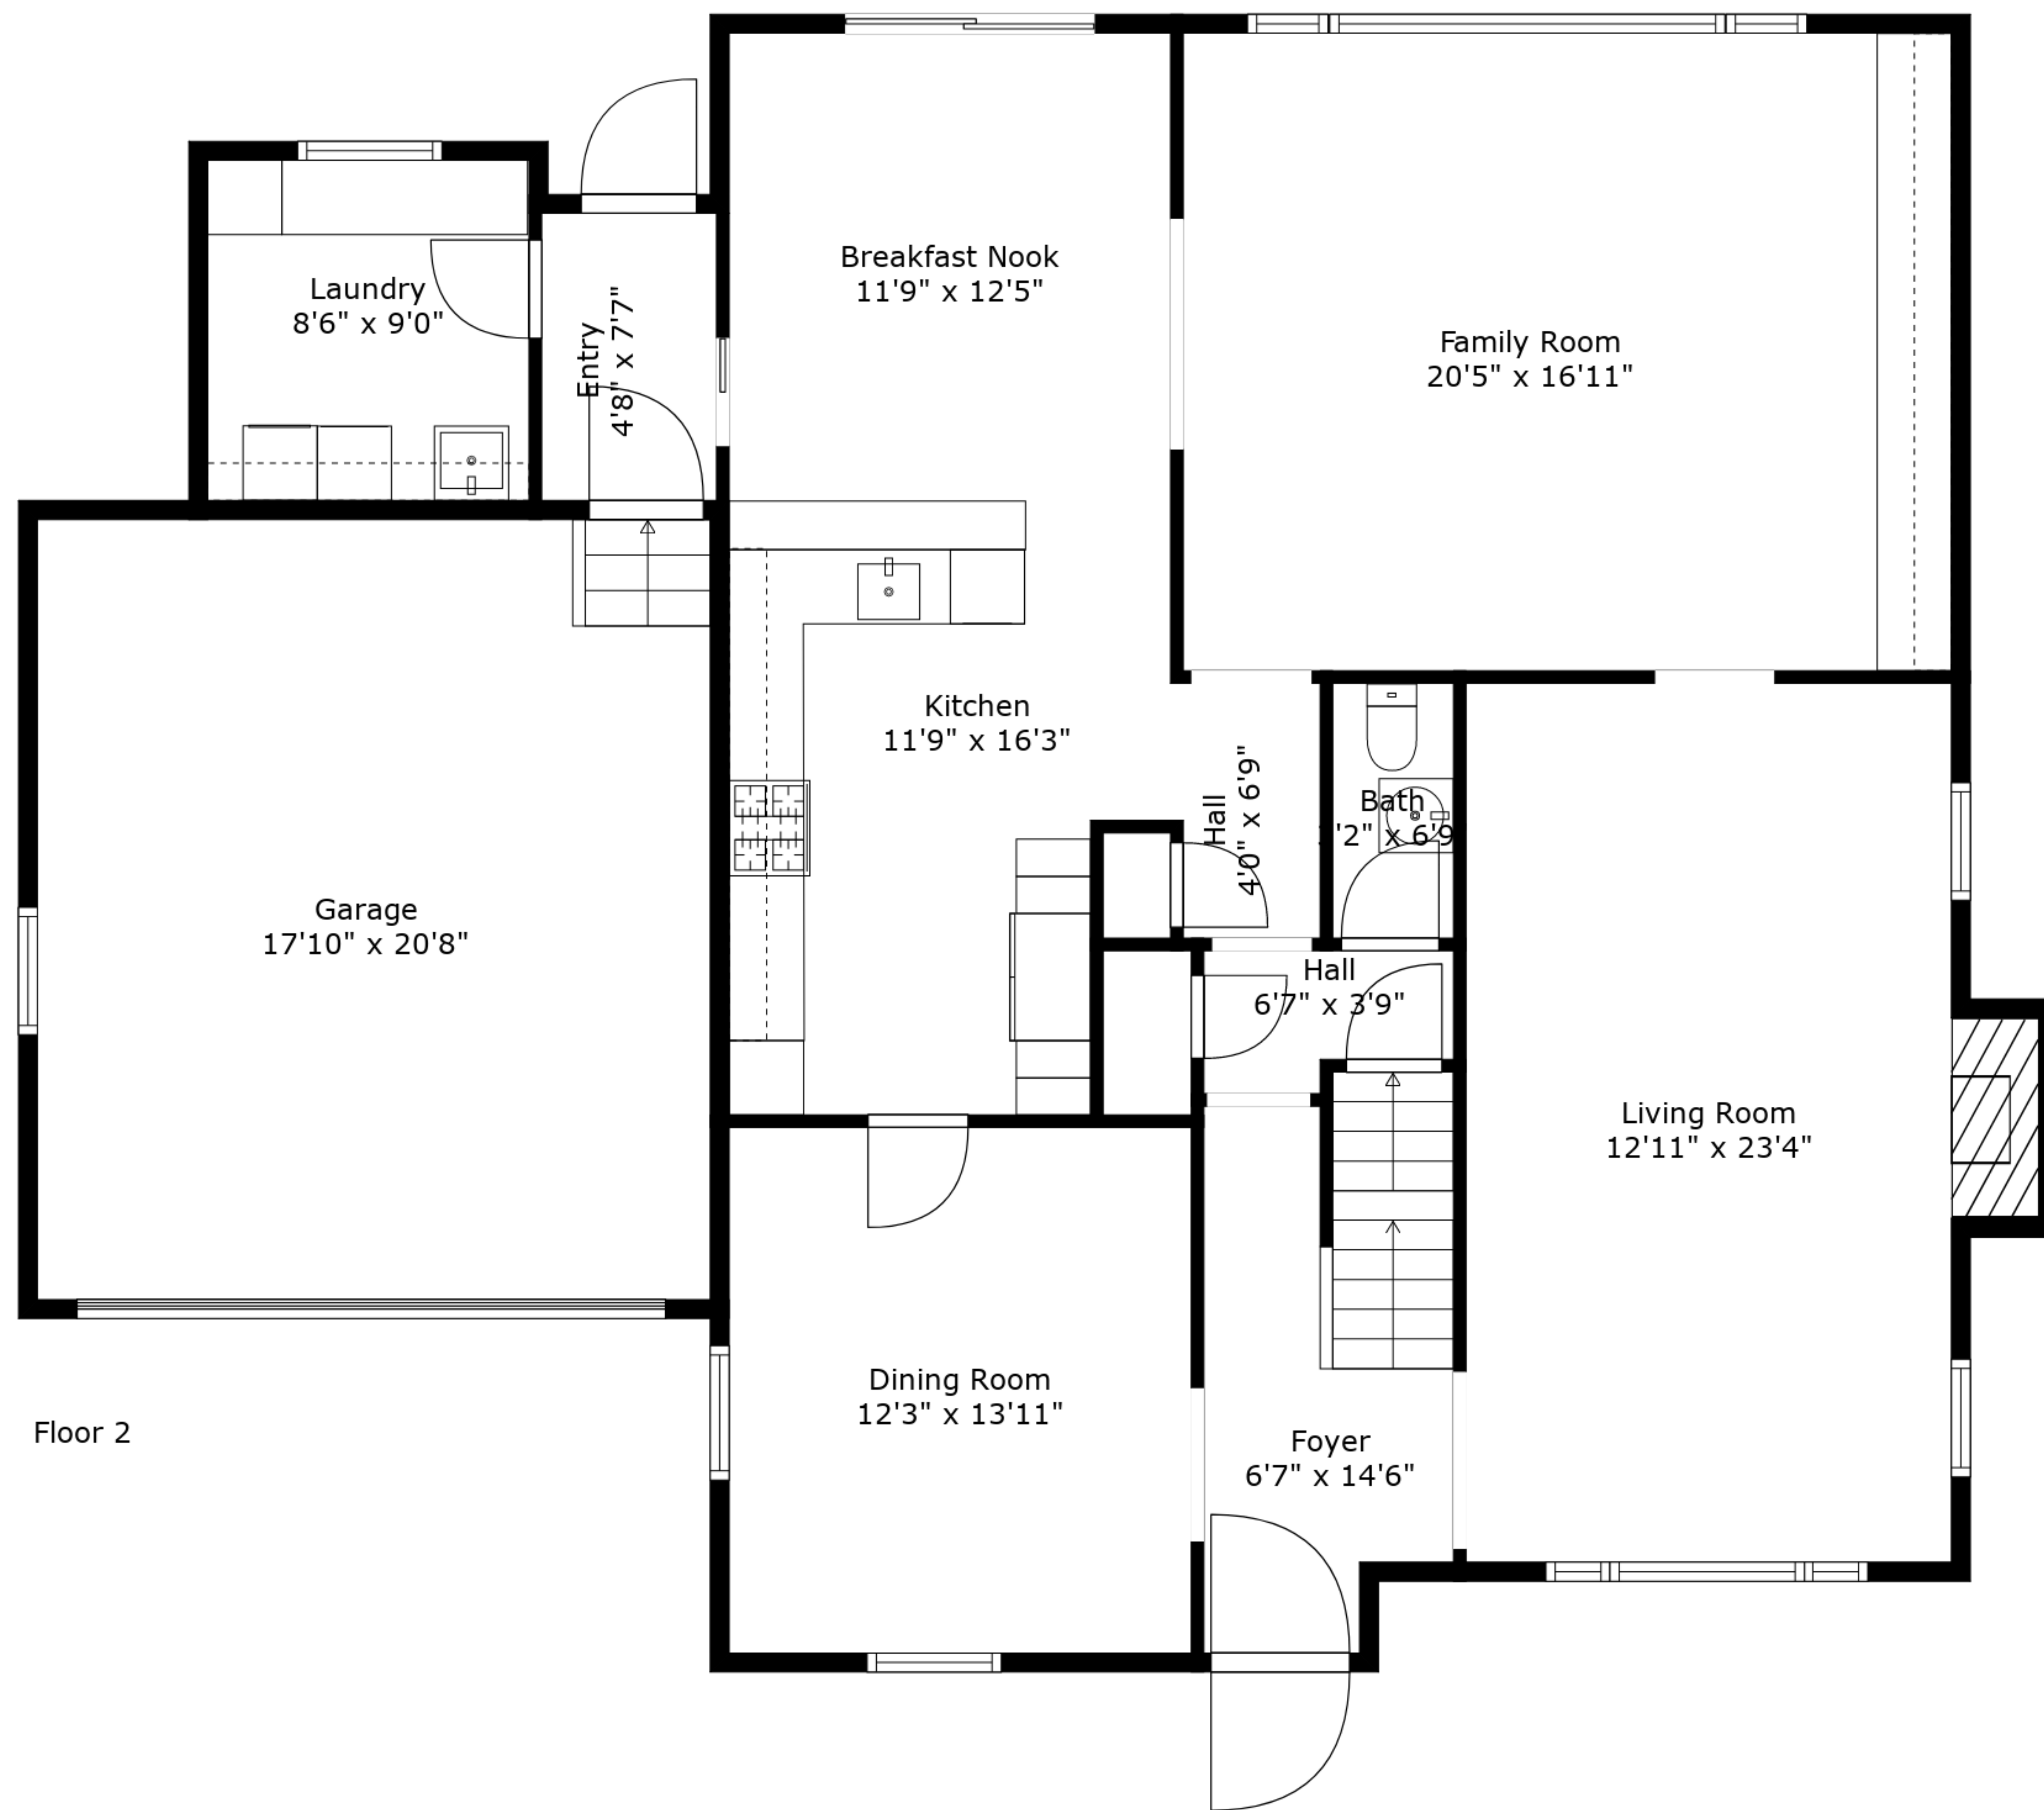 Breakfast Nook
11'9" x 12'5"
Laundry
8'6" x 9'0"
Entry
4'8" x 7'7"
Family Room
20'5" x 16'11"
Kitchen
11'9" x 16'3"
Hall
4'0" x 6'9"
Bath
'2" x 6'9
Garage
17'10" x 20'8"
Hall
6'7" x 3'9"
Living Room
12'11" x 23'4"
Dining Room
12'3" x 13'11"
Floor 2
Foyer
6'7" x 14'6"